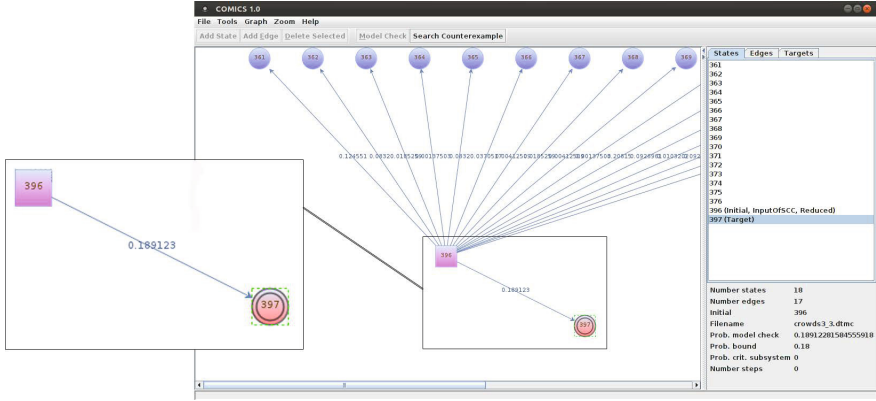 COMICS 1.0
File Tools Graph Zoom Help
Add State Add Edge Delete Selected Model Check Search Counterexample
361 362 363 364 365 366 367 368 369
States Edges Targets
361
362
363
364
365
366
367
368
369
370
371
372
373
374
375
376
396 (Initial, InputOfSCC, Reduced)
397 (Target)
0.124551
396
0.189123
397
396
0.189123
397
Number states 18
Number edges 17
Initial 396
Filename crowds3_3.dtmc
Prob. model check 0.18912281584555918
Prob. bound 0.18
Prob. crit. subsystem 0
Number steps 0